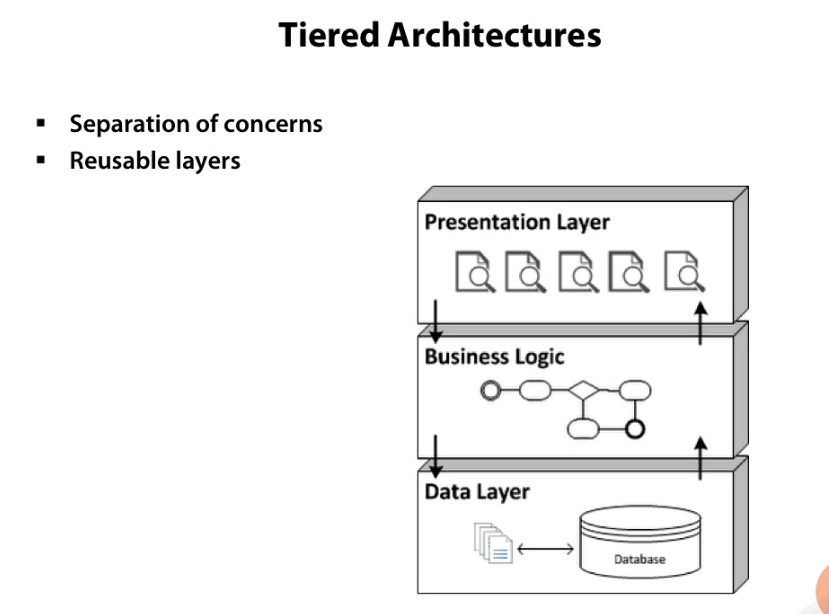 Tiered Architectures
▪ Separation of concerns
▪ Reusable layers
Presentation Layer
Business Logic
Data Layer
Database